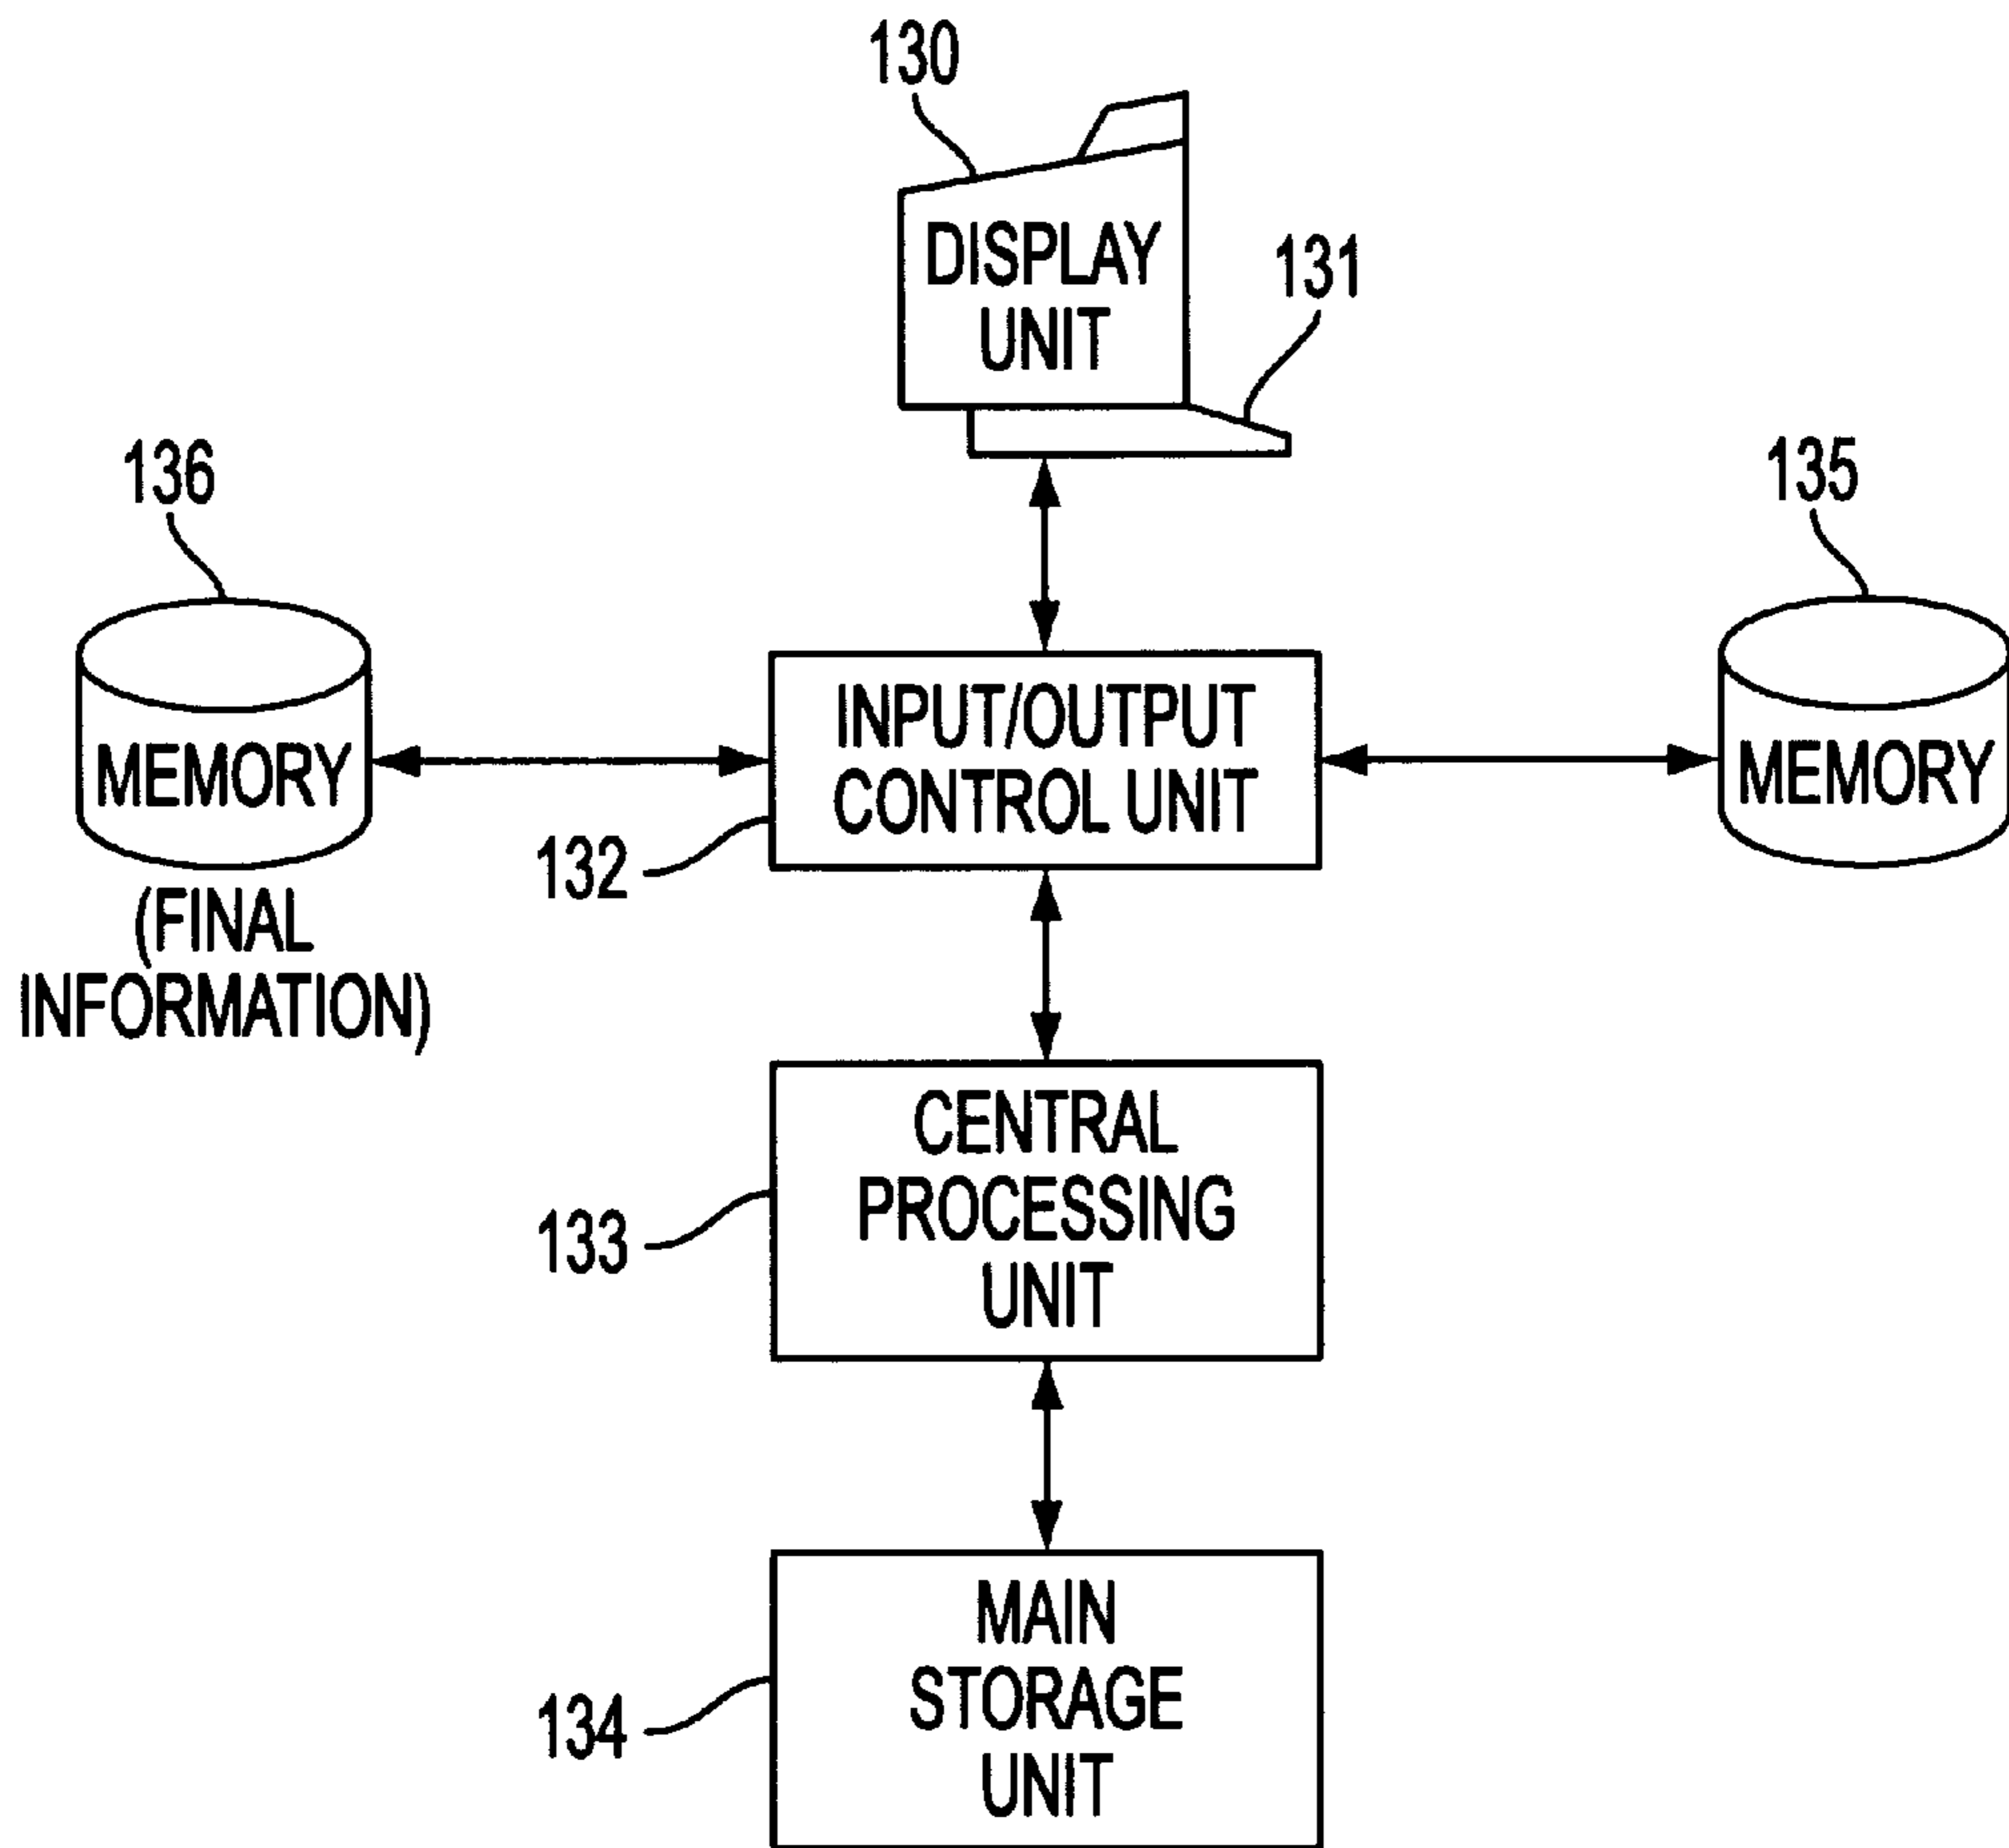 130
DISPLAY
UNIT
131
136
135
MEMORY
(FINAL
INFORMATION)
INPUT/OUTPUT
CONTROL UNIT
132
MEMORY
CENTRAL
PROCESSING
UNIT
133
MAIN
STORAGE
UNIT
134